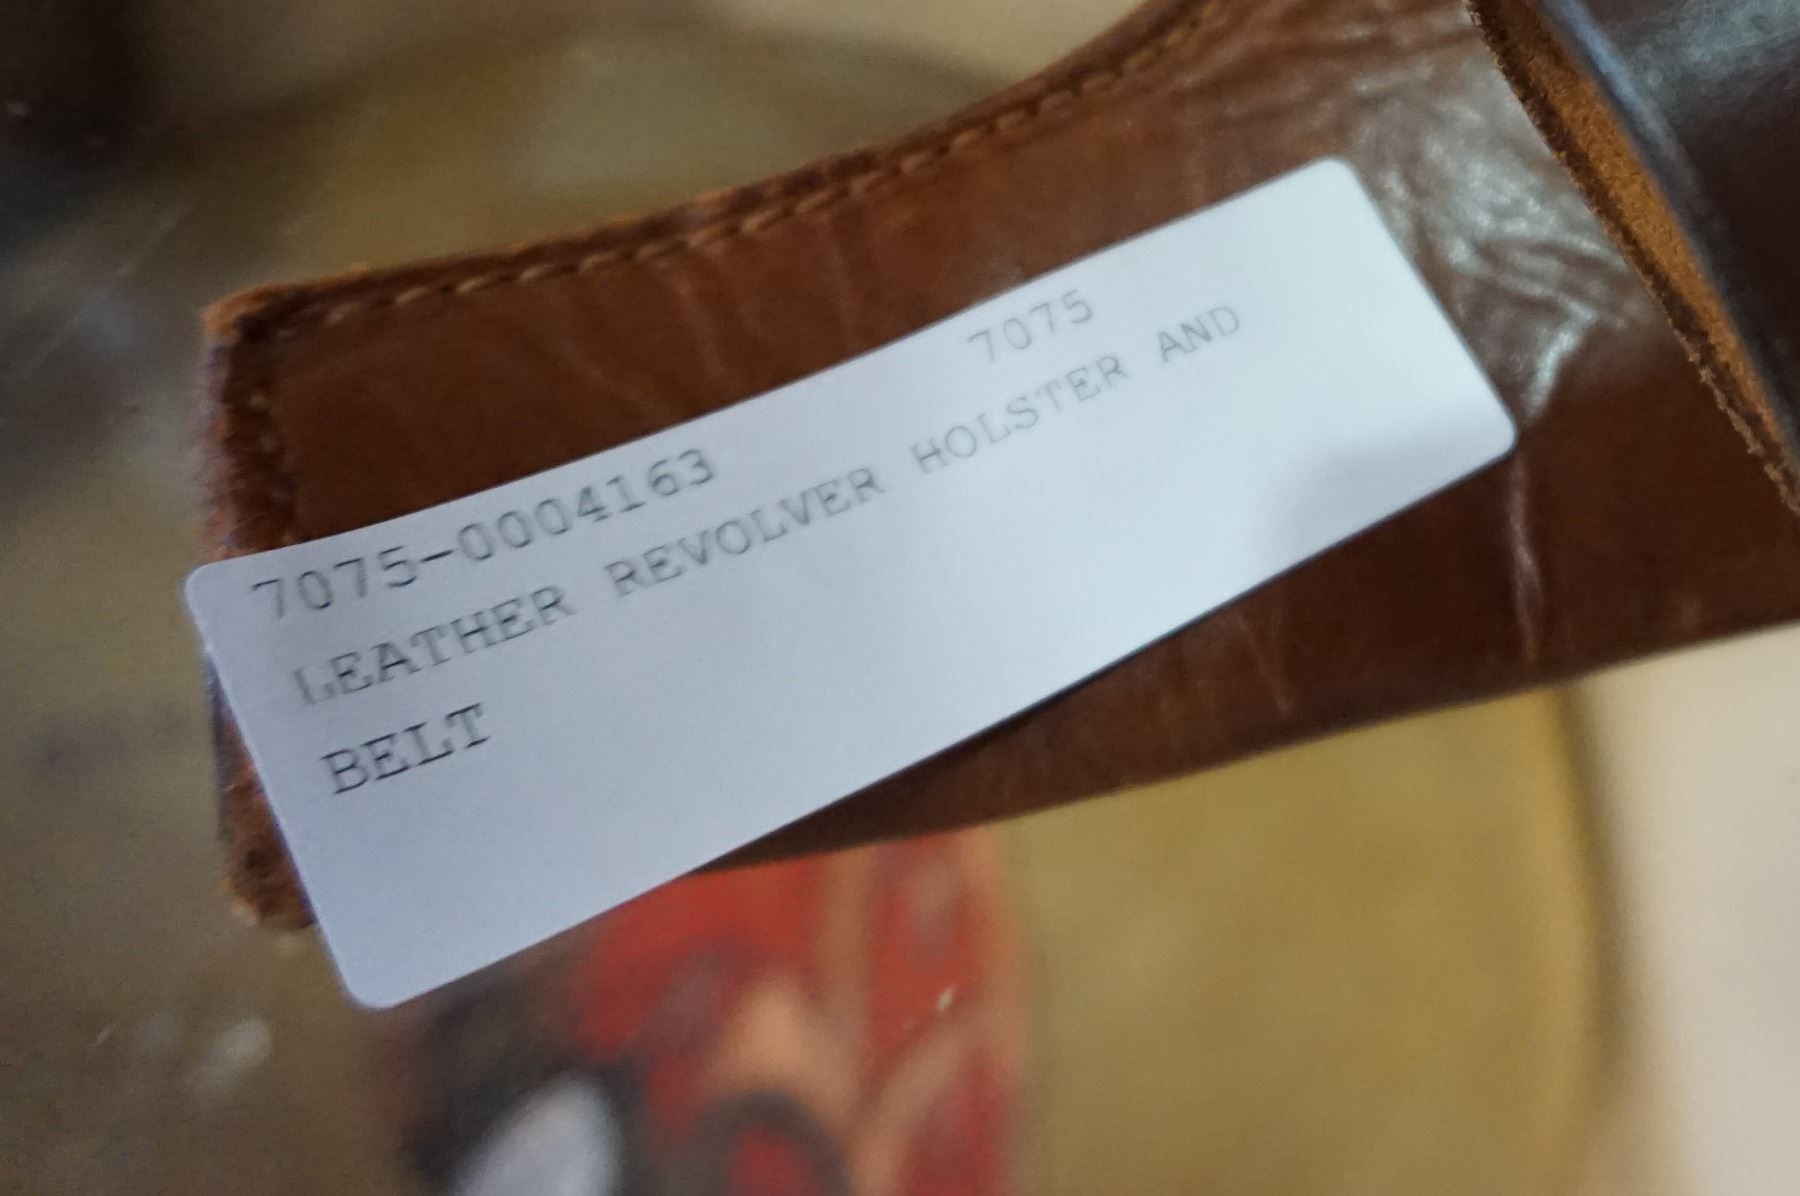 7075-0004163 7075
LEATHER REVOLVER HOLSTER AND
BELT